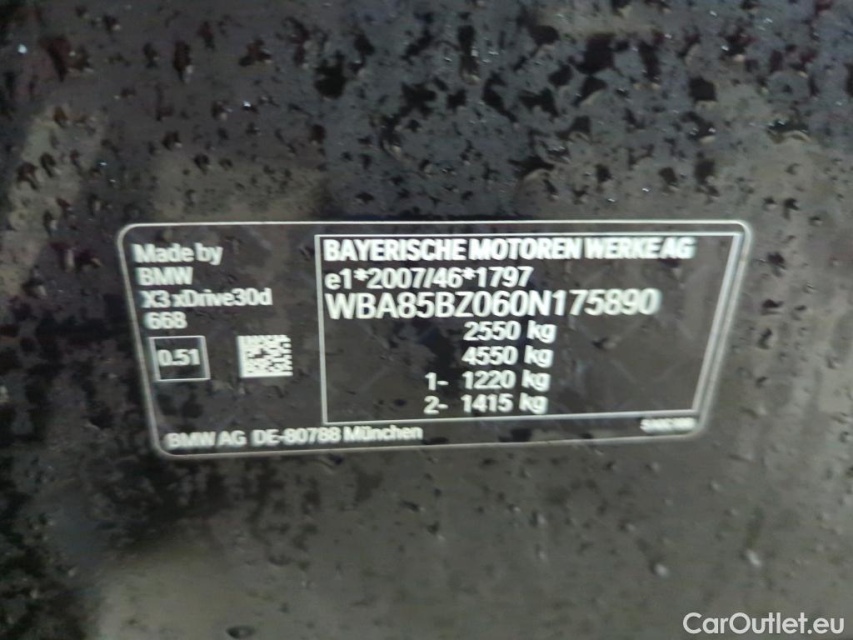 Made by
BMW
X3 xDrive30d
668
0.51
BAYERISCHE MOTOREN WERKE AG
e1*2007/46*1797
WBA85BZ060N175890
2550 kg
4550 kg
1- 1220 kg
2- 1415 kg
BMW AG DE-80788 München
CarOutlet.eu